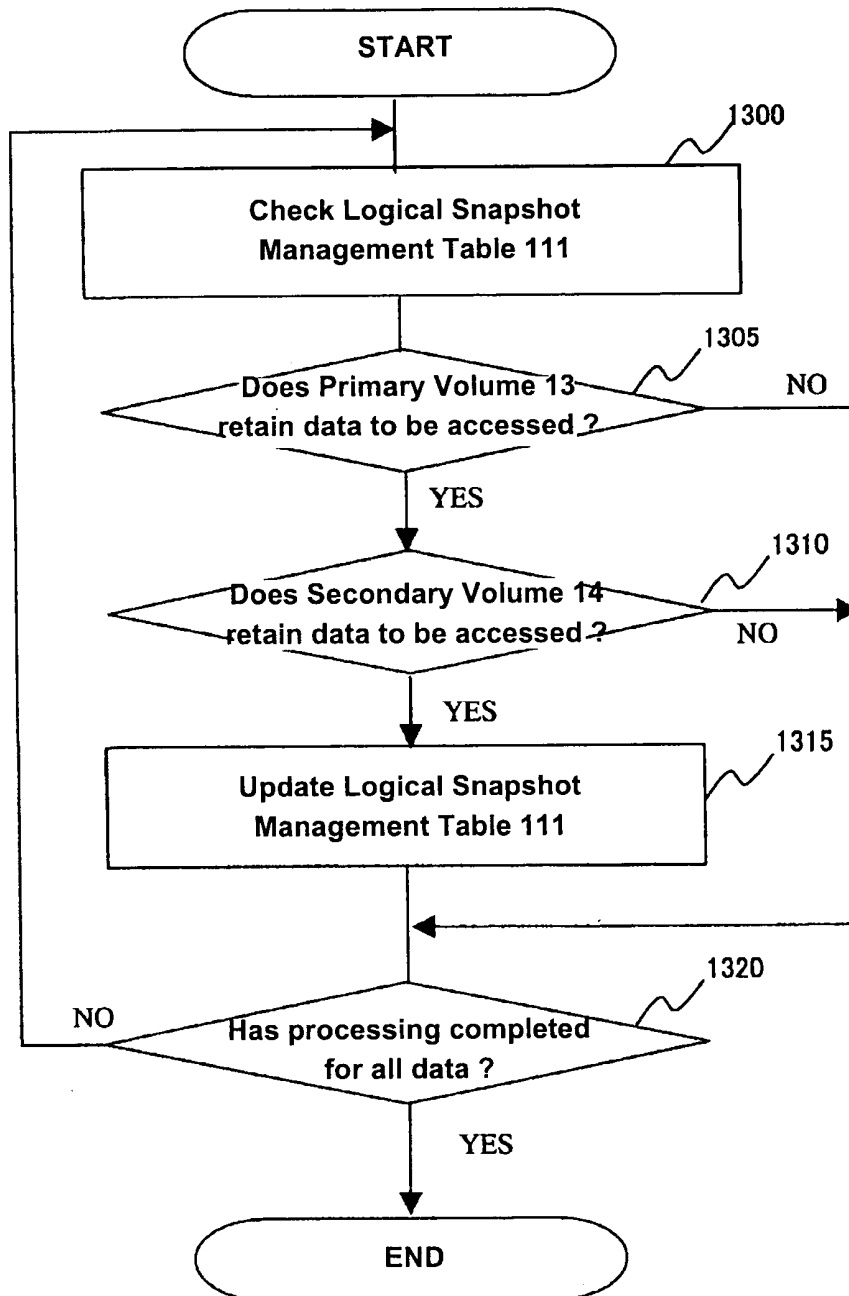 START
1300
Check Logical Snapshot
Management Table 111
1305
Does Primary Volume 13
retain data to be accessed ?
NO
YES
1310
Does Secondary Volume 14
retain data to be accessed ?
NO
YES
1315
Update Logical Snapshot
Management Table 111
1320
NO
Has processing completed
for all data ?
YES
END